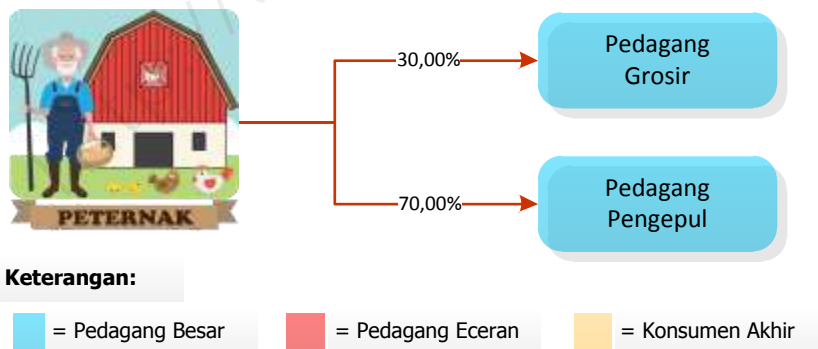 30,00%
Pedagang
Grosir
70,00%
Pedagang
Pengepul
PETERNAK
Keterangan:
= Pedagang Besar
= Pedagang Eceran
= Konsumen Akhir